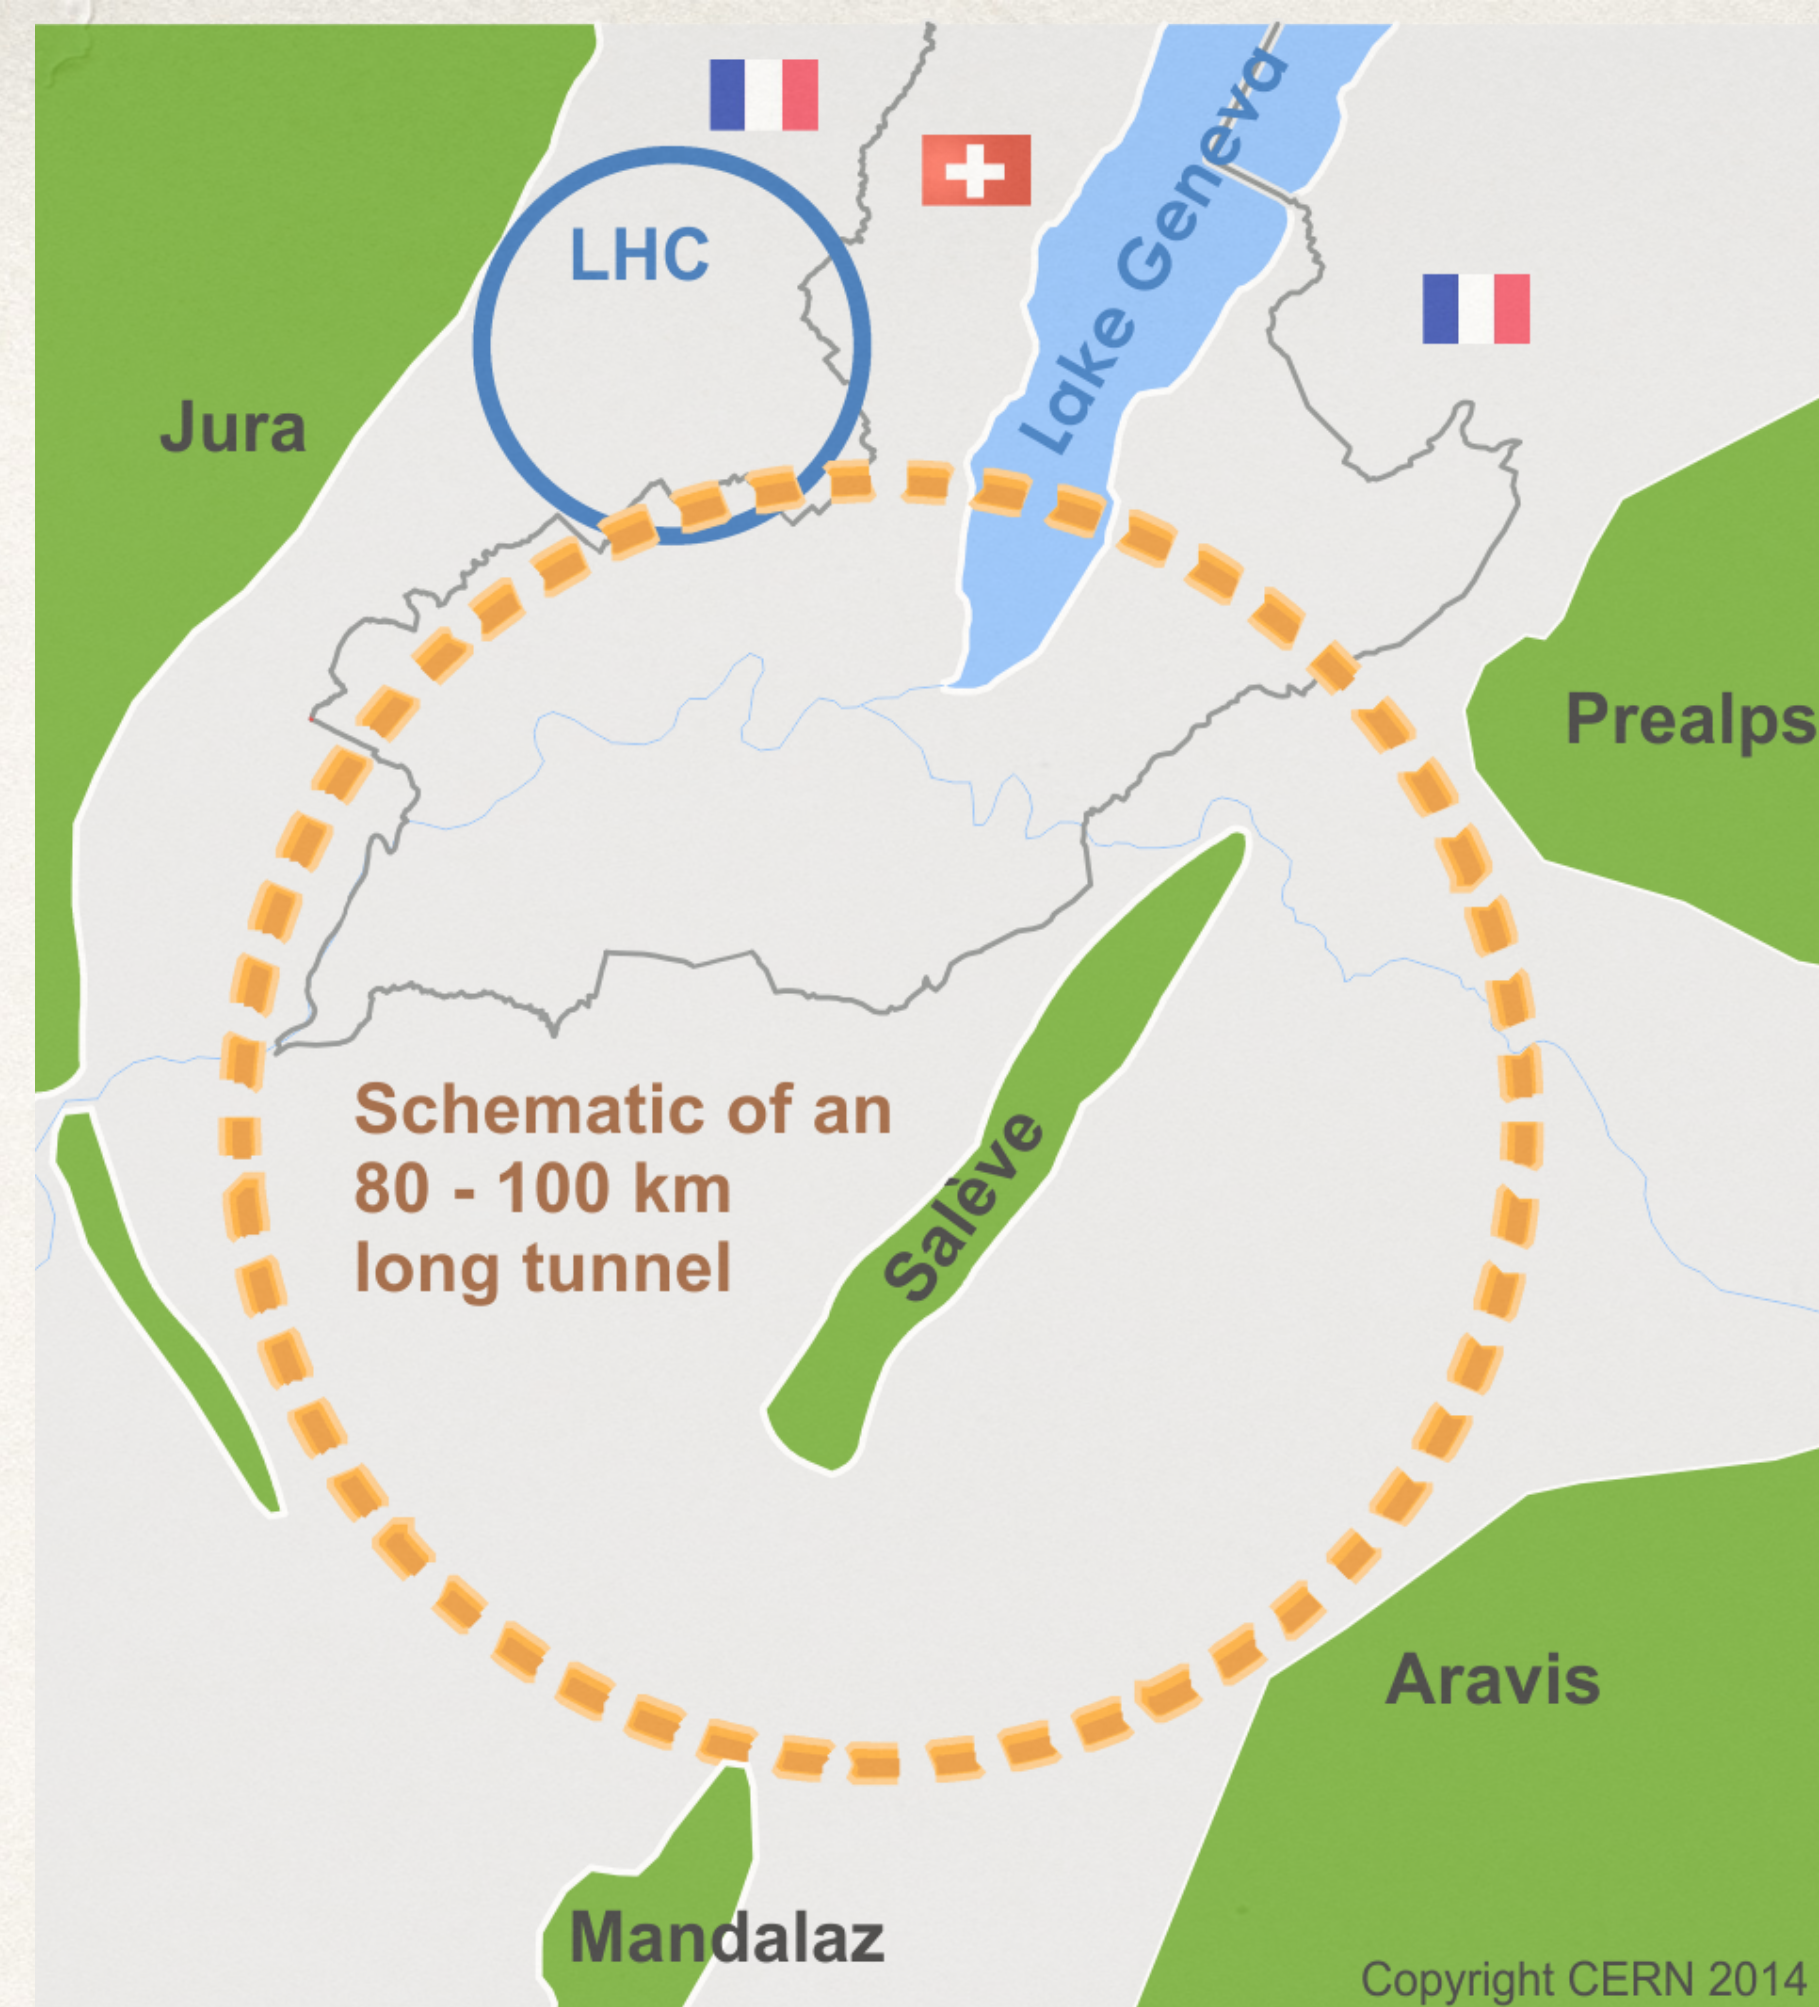 LHC
Lake Geneva
Jura
Prealps
Schematic of an
80 - 100 km
long tunnel
Salève
Aravis
Mandalaz
Copyright CERN 2014